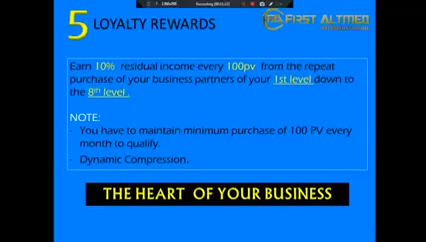 5 LOYALTY REWARDS
FIRST ALTMED
Earn 10% residual income every 100pv from the repeat
purchase of your business partners of your 1st level down to
the 8th level.
NOTE:
- You have to maintain minimum purchase of 100 PV every
month to qualify.
- Dynamic Compression.
THE HEART OF YOUR BUSINESS